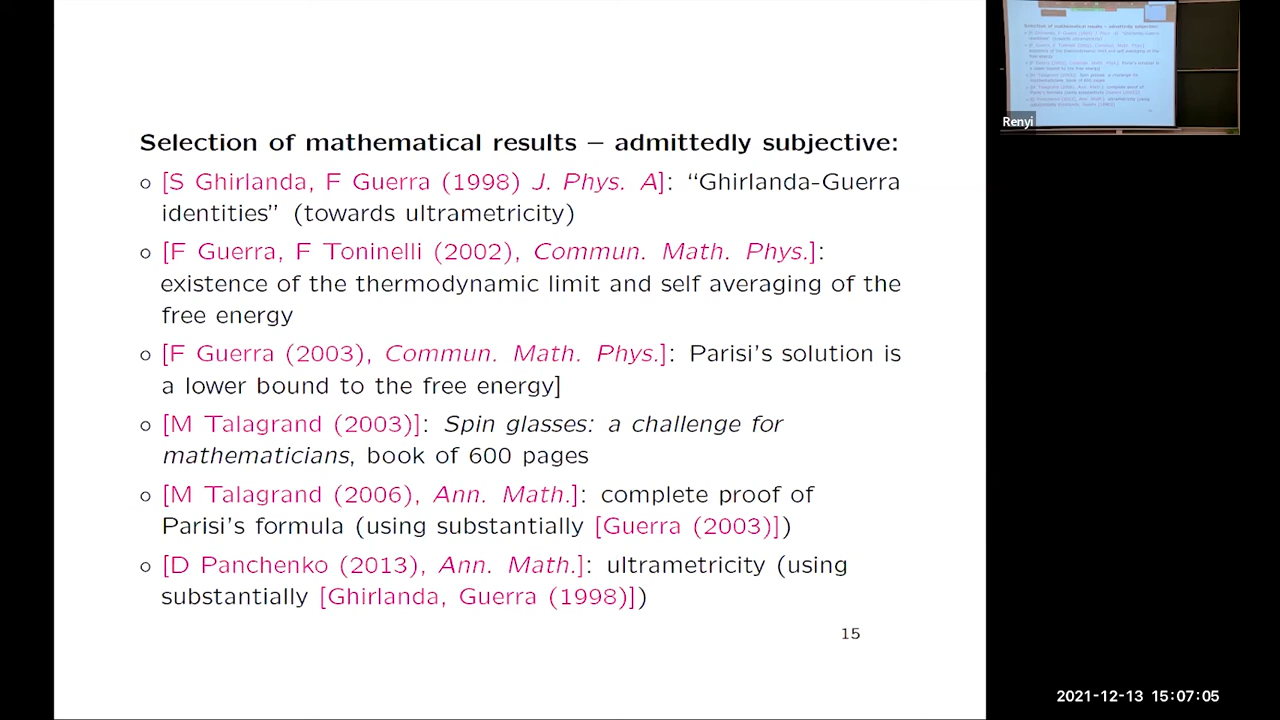 Selection of mathematical results – admittedly subjective:
○ [S Ghirlanda, F Guerra (1998) J. Phys. A]: “Ghirlanda-Guerra
identities” (towards ultrametricity)
○ [F Guerra, F Toninelli (2002), Commun. Math. Phys.]:
existence of the thermodynamic limit and self averaging of the
free energy
○ [F Guerra (2003), Commun. Math. Phys.]: Parisi’s solution is
a lower bound to the free energy]
○ [M Talagrand (2003)]: Spin glasses: a challenge for
mathematicians, book of 600 pages
○ [M Talagrand (2006), Ann. Math.]: complete proof of
Parisi’s formula (using substantially [Guerra (2003)])
○ [D Panchenko (2013), Ann. Math.]: ultrametricity (using
substantially [Ghirlanda, Guerra (1998)])
15
Renyi
2021-12-13 15:07:05